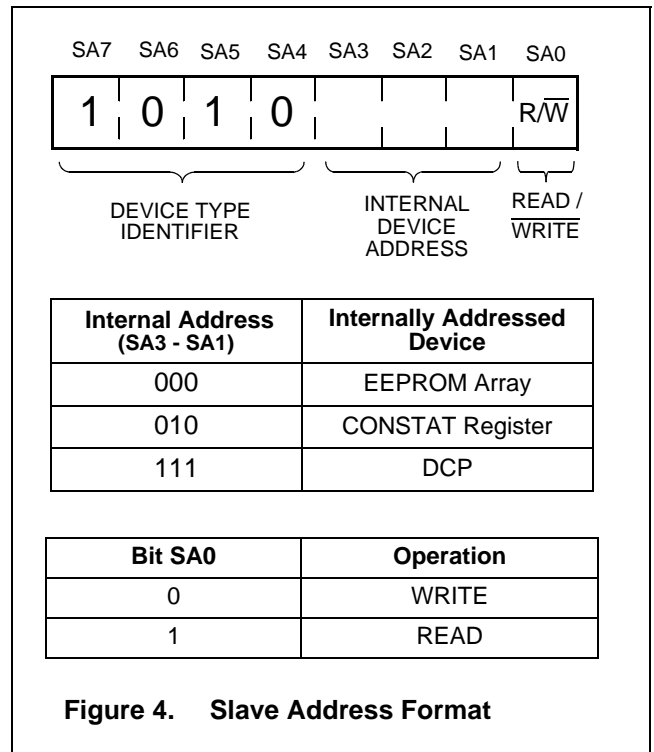 SA7 SA6 SA5 SA4 SA3 SA2 SA1 SA0
1 0 1 0 R/W̅
DEVICE TYPE IDENTIFIER
INTERNAL DEVICE ADDRESS
READ / W̅R̅I̅T̅E̅
Internal Address (SA3 - SA1) Internally Addressed Device
000 EEPROM Array
010 CONSTAT Register
111 DCP
Bit SA0 Operation
0 WRITE
1 READ
Figure 4. Slave Address Format